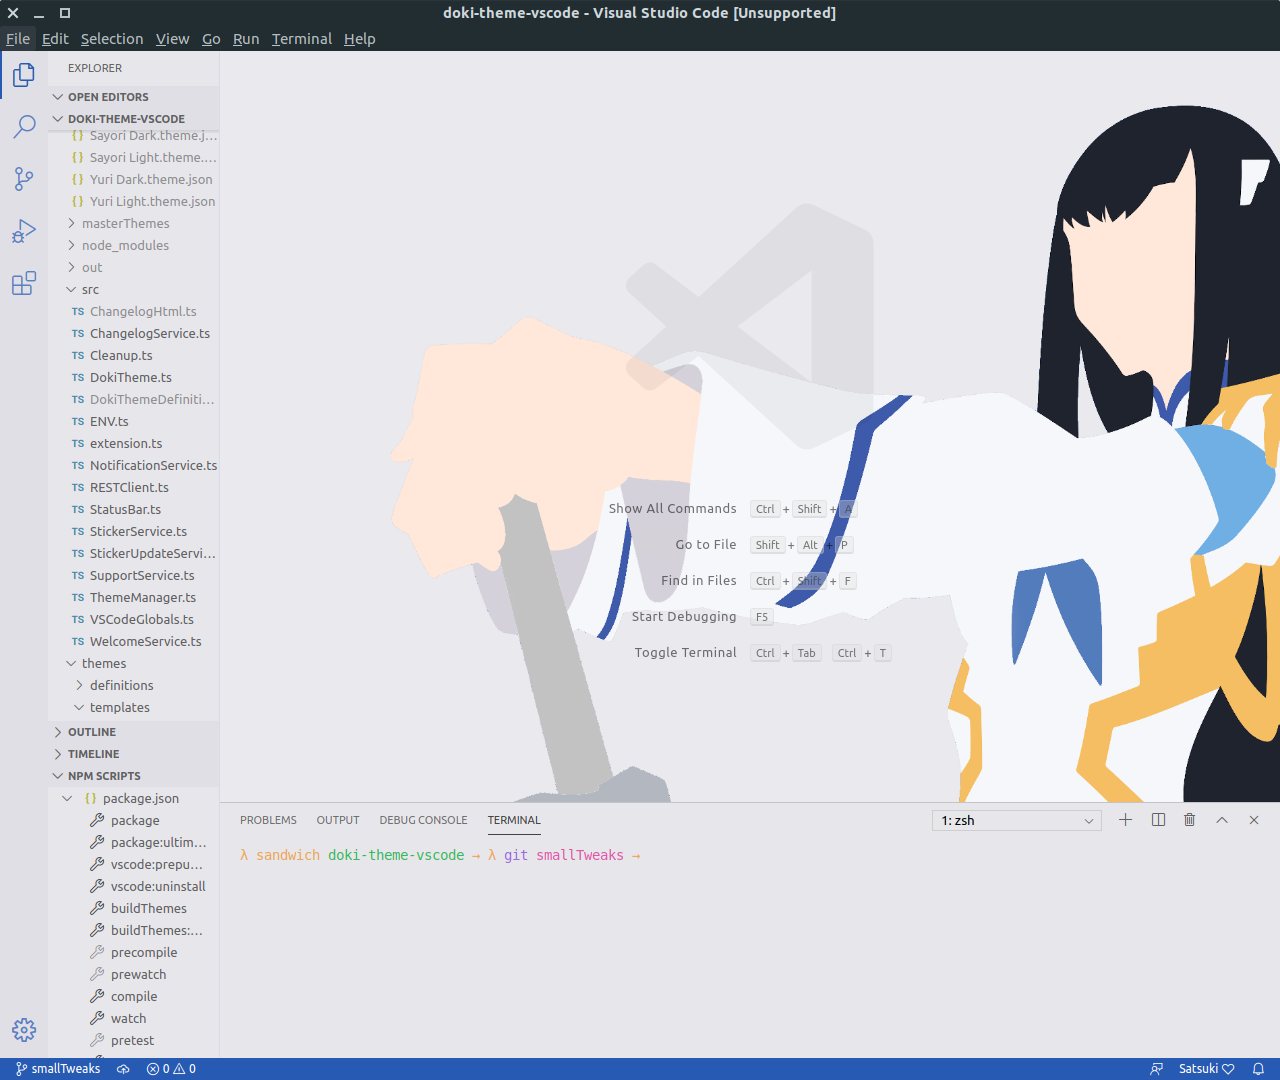 doki-theme-vscode - Visual Studio Code [Unsupported]
File Edit Selection View Go Run Terminal Help
EXPLORER
OPEN EDITORS
DOKI-THEME-VSCODE
{} Sayori Dark.theme.j...
{} Sayori Light.theme....
{} Yuri Dark.theme.json
{} Yuri Light.theme.json
masterThemes
node_modules
out
src
TS ChangelogHtml.ts
TS ChangelogService.ts
TS Cleanup.ts
TS DokiTheme.ts
TS DokiThemeDefiniti...
TS ENV.ts
TS extension.ts
TS NotificationService.ts
TS RESTClient.ts
TS StatusBar.ts
TS StickerService.ts
TS StickerUpdateServi...
TS SupportService.ts
TS ThemeManager.ts
TS VSCodeGlobals.ts
TS WelcomeService.ts
themes
definitions
templates
OUTLINE
TIMELINE
NPM SCRIPTS
{} package.json
package
package:ultim...
vscode:prepu...
vscode:uninstall
buildThemes
buildThemes:...
precompile
prewatch
compile
watch
pretest
Show All Commands Ctrl + Shift + A
Go to File Shift + Alt + P
Find in Files Ctrl + Shift + F
Start Debugging F5
Toggle Terminal Ctrl + Tab Ctrl + T
PROBLEMS OUTPUT DEBUG CONSOLE TERMINAL 1: zsh
λ sandwich doki-theme-vscode → λ git smallTweaks →
smallTweaks 0 0 Satsuki♡